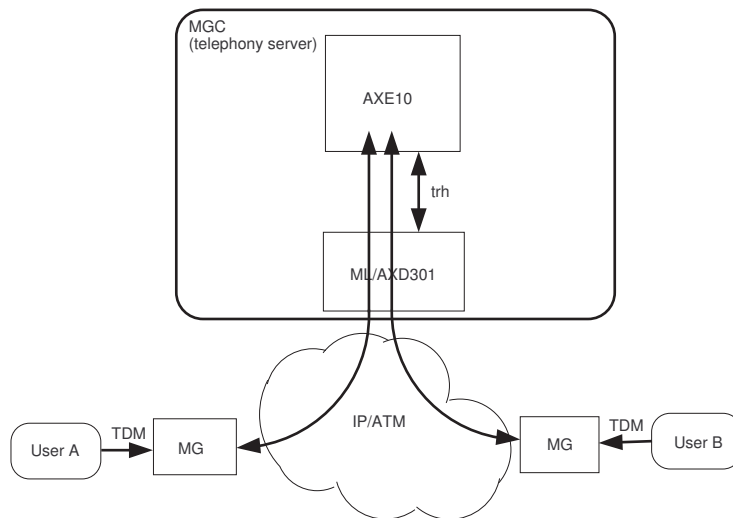 MGC
(telephony server)
AXE10
trh
ML/AXD301
IP/ATM
User A
TDM
MG
MG
TDM
User B